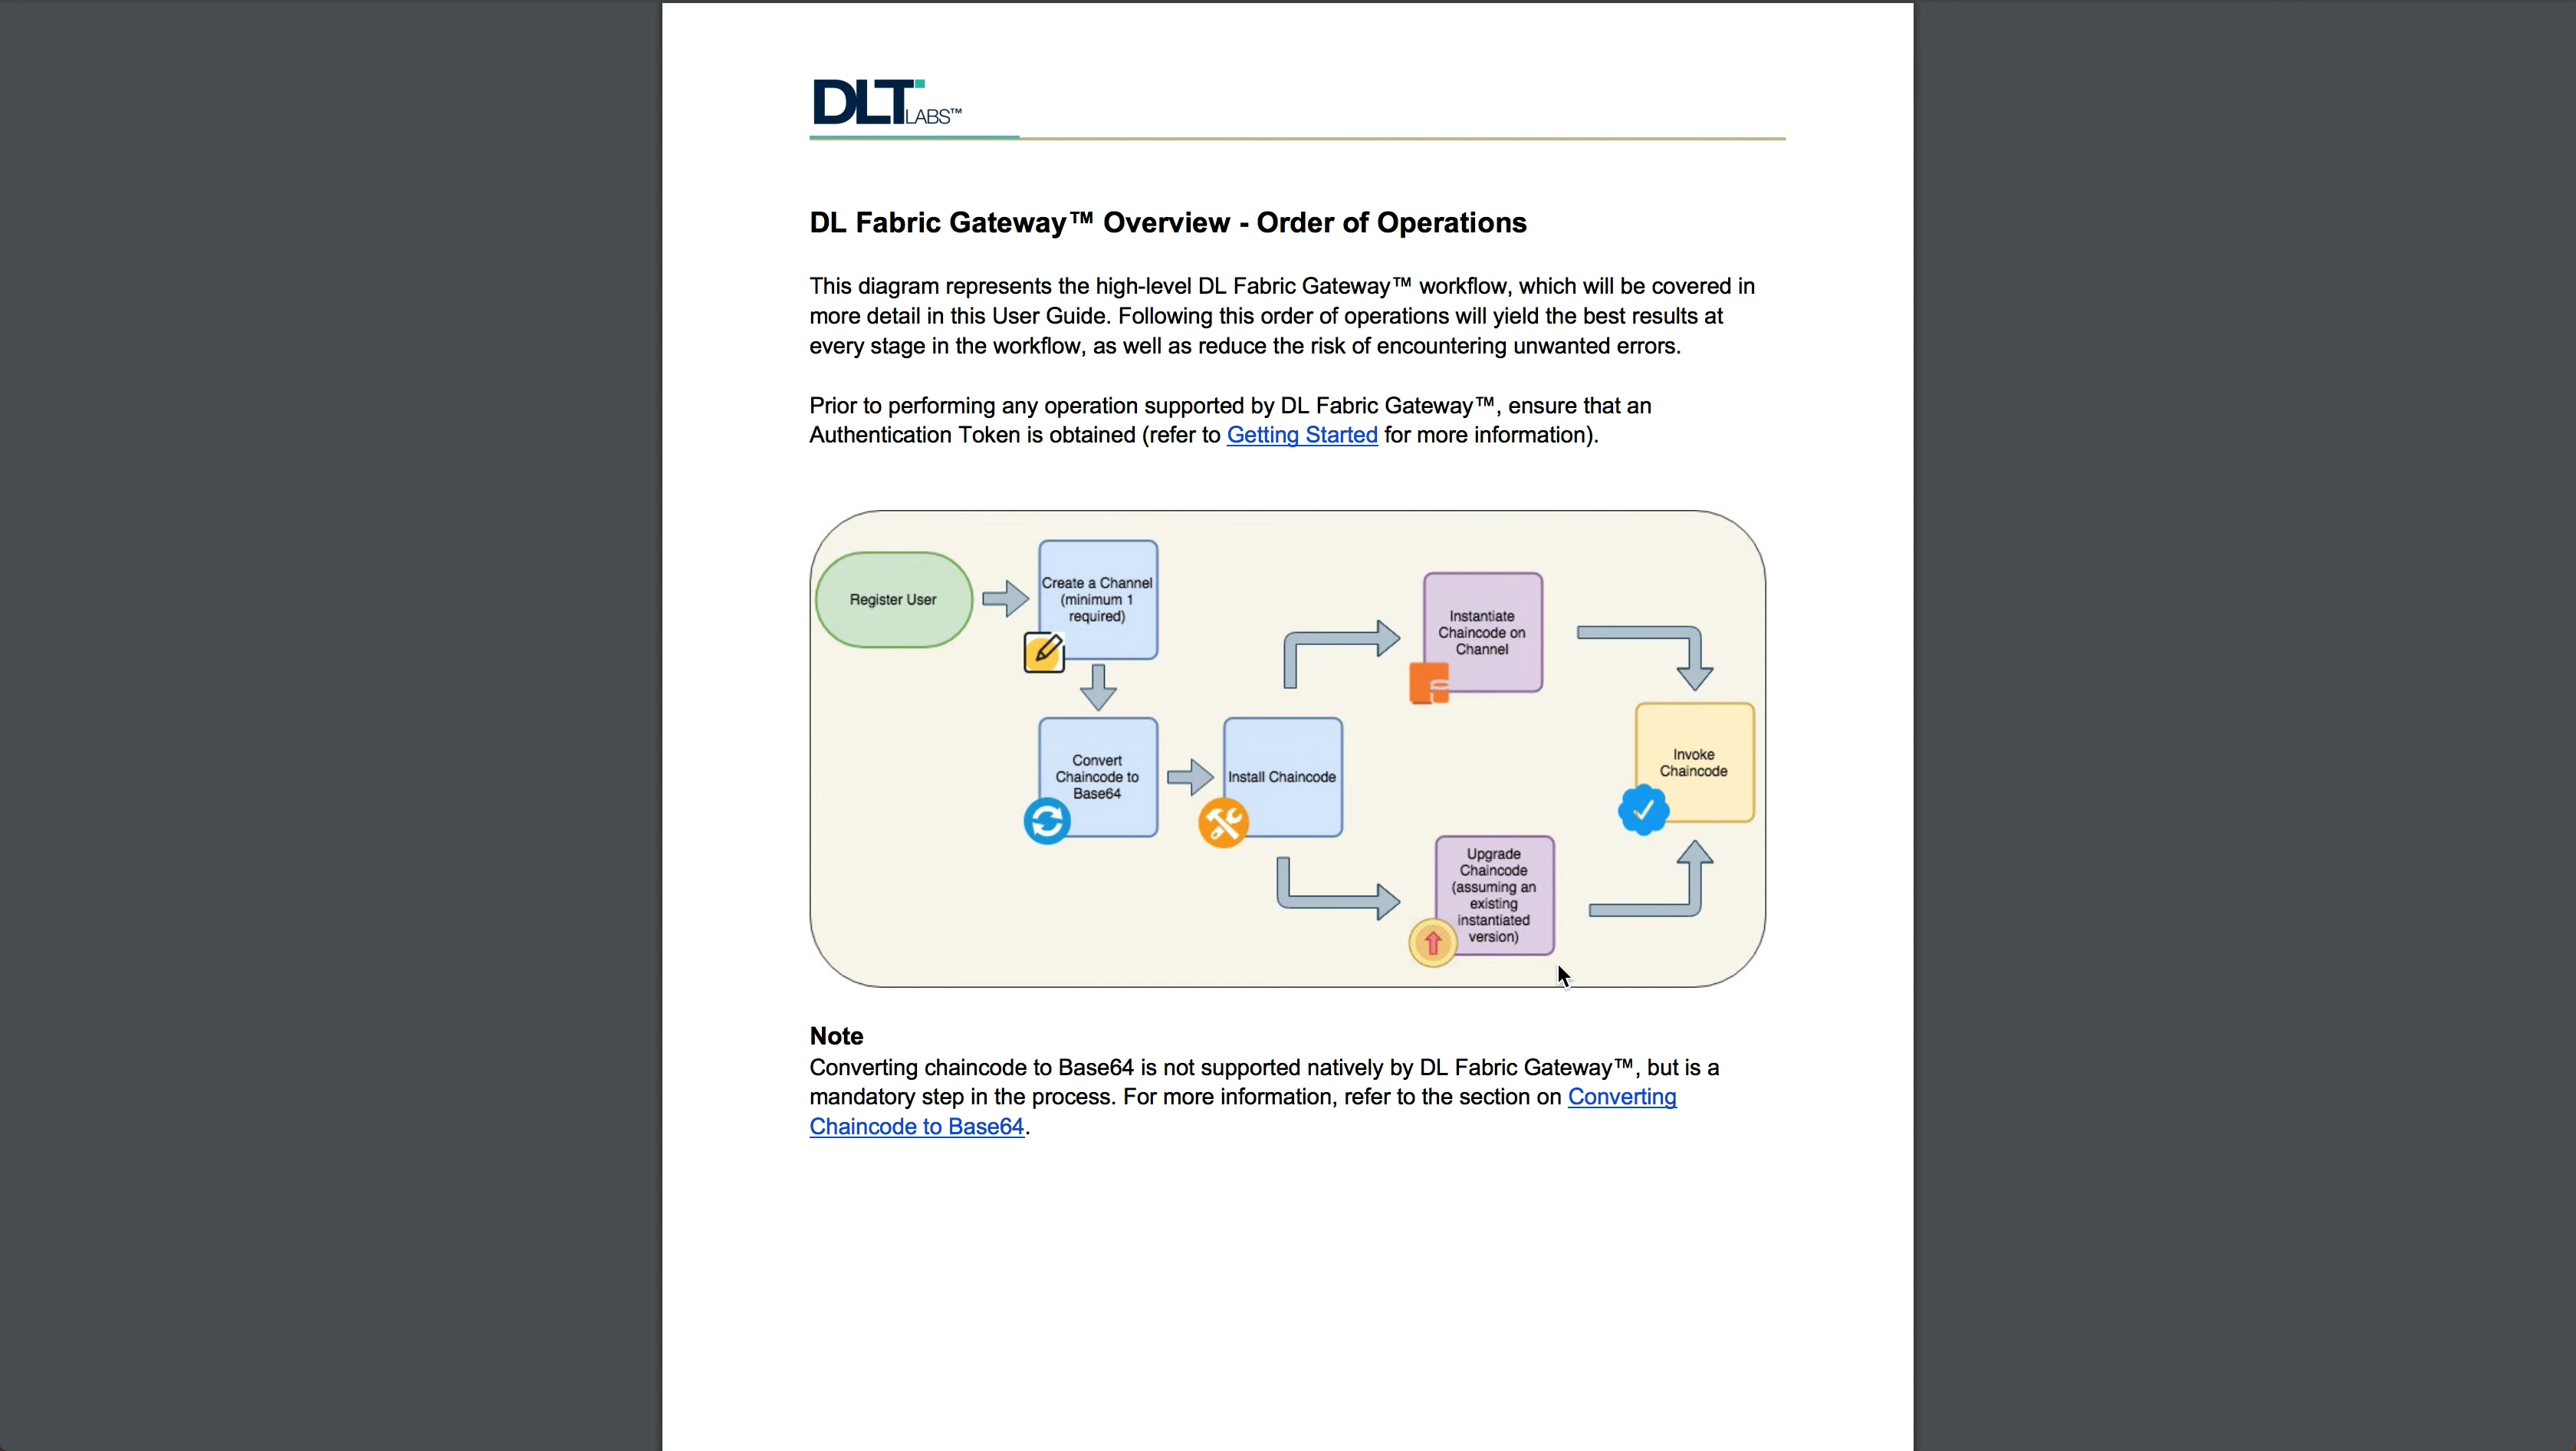 DLT LABS™
DL Fabric Gateway™ Overview - Order of Operations
This diagram represents the high-level DL Fabric Gateway™ workflow, which will be covered in
more detail in this User Guide. Following this order of operations will yield the best results at
every stage in the workflow, as well as reduce the risk of encountering unwanted errors.
Prior to performing any operation supported by DL Fabric Gateway™, ensure that an
Authentication Token is obtained (refer to Getting Started for more information).
Register User
Create a Channel
(minimum 1
required)
Convert
Chaincode to
Base64
Install Chaincode
Instantiate
Chaincode on
Channel
Upgrade
Chaincode
(assuming an
existing
instantiated
version)
Invoke
Chaincode
Note
Converting chaincode to Base64 is not supported natively by DL Fabric Gateway™, but is a
mandatory step in the process. For more information, refer to the section on Converting
Chaincode to Base64.